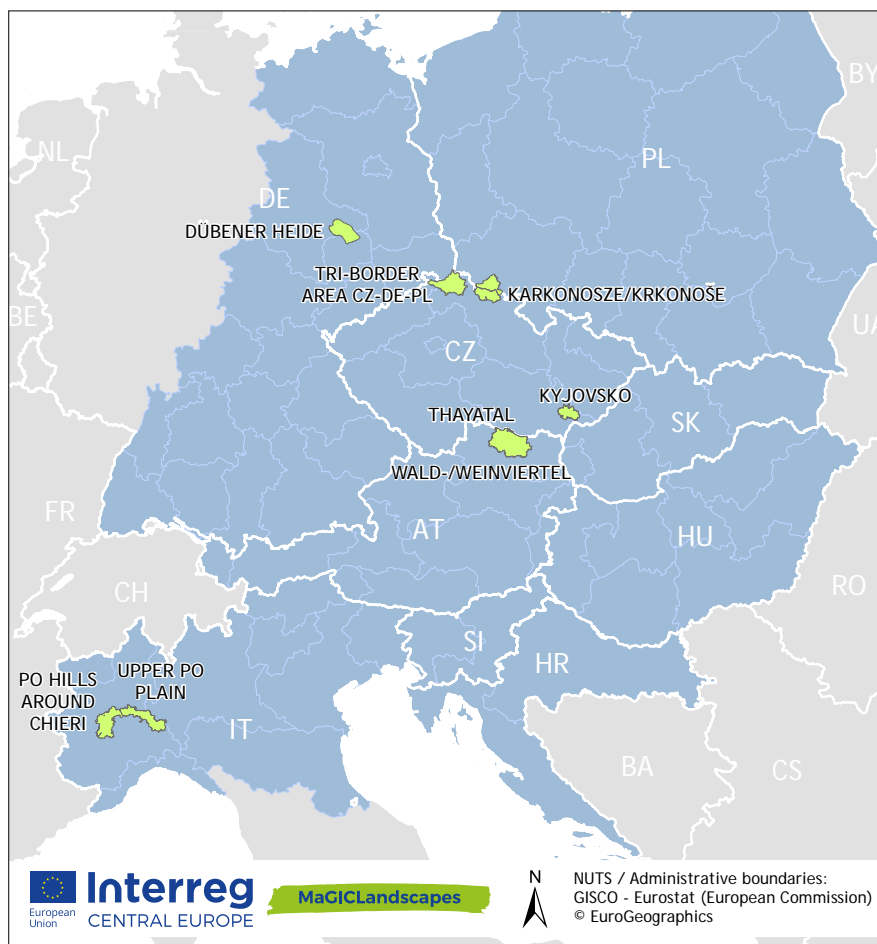 BY
NL
PL
DE
DÜBENER HEIDE
TRI-BORDER
AREA CZ-DE-PL
KARKONOSZE/KRKONOŠE
BE
UA
CZ
KYJOVSKO
THAYATAL
SK
WALD-/WEINVIERTEL
FR
AT
HU
CH
RO
SI
HR
PO HILLS
AROUND
CHIERI
UPPER PO
PLAIN
IT
BA
CS
European
Union
Interreg
CENTRAL EUROPE
MaGICLandscapes
N
NUTS / Administrative boundaries:
GISCO - Eurostat (European Commission)
© EuroGeographics